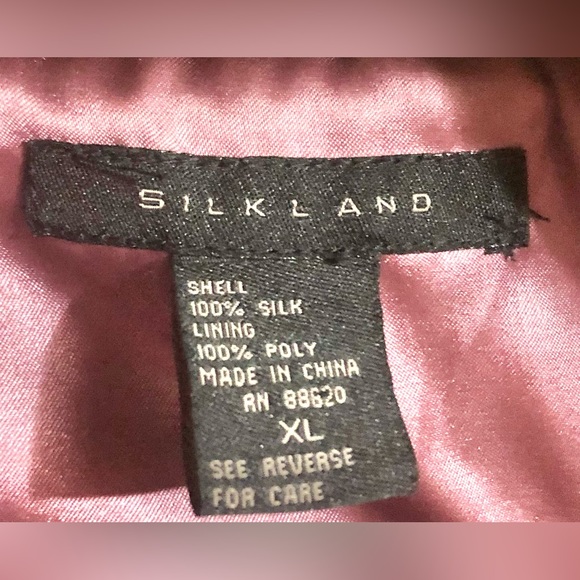 SILKLAND
SHELL
100% SILK
LINING
100% POLY
MADE IN CHINA
RN 88620
XL
SEE REVERSE
FOR CARE